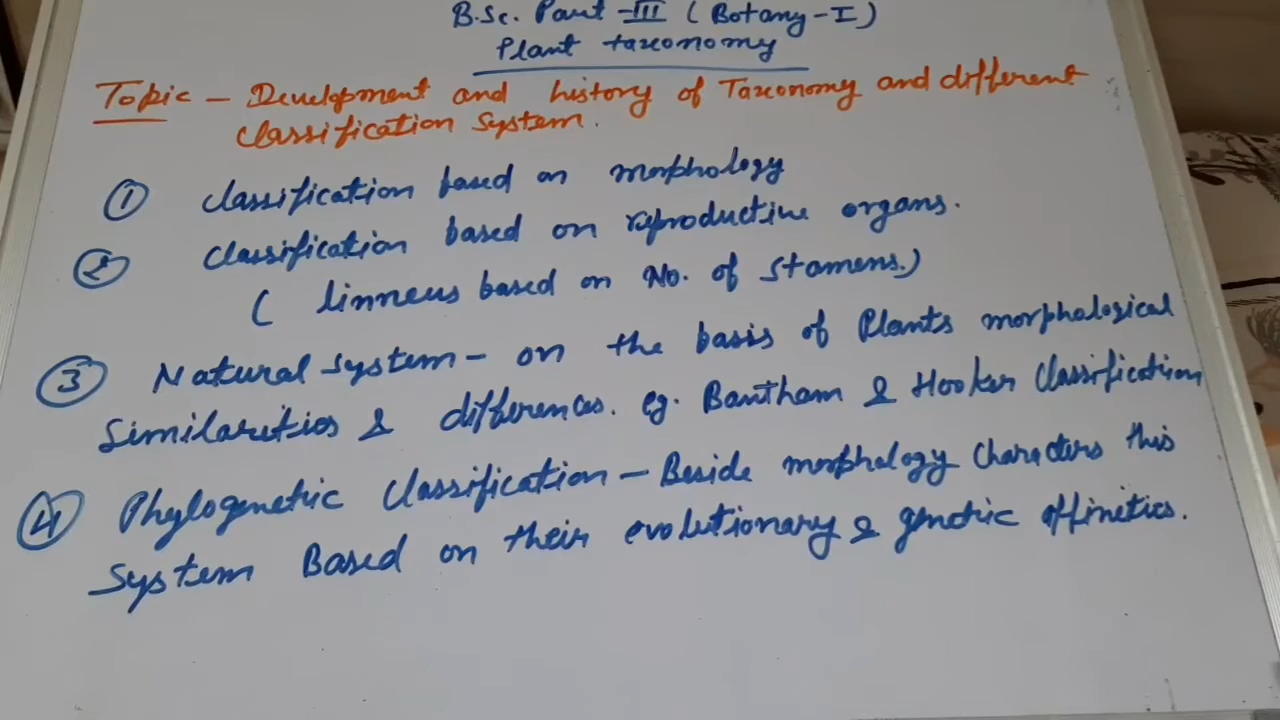 B.Sc. Part-III (Botany-I)
Plant taxonomy
Topic - Development and history of Taxonomy and different
classification System.
① classification based on morphology
② classification based on reproductive organs.
( linneus based on No. of stamens.)
③ Natural system - on the basis of Plants morphological
similarities & differences. eg. Bantham & Hooker classification
④ Phylogenetic classification - Beside morphology characters this
system Based on their evolutionary & genetic affinetics.